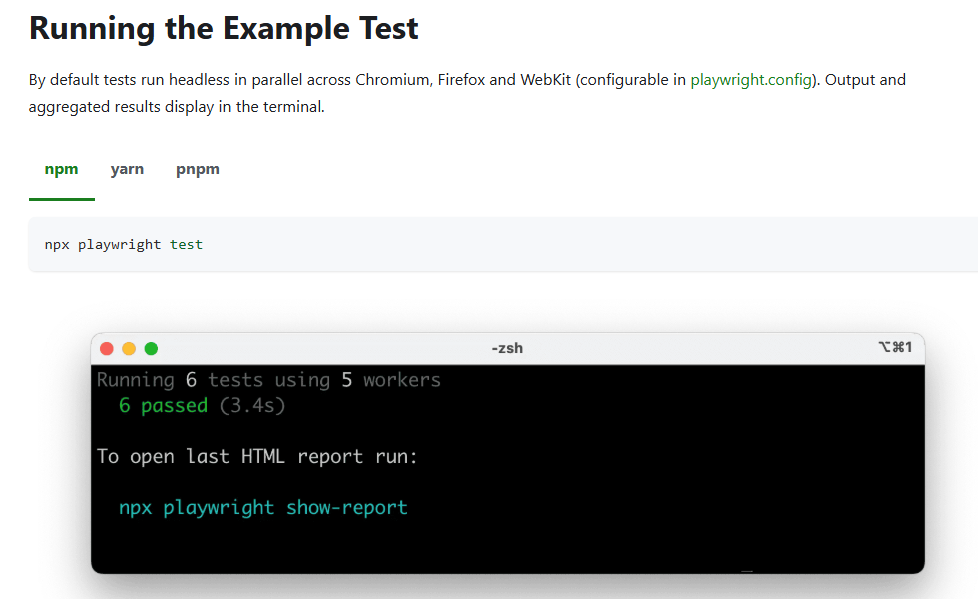 Running the Example Test
By default tests run headless in parallel across Chromium, Firefox and WebKit (configurable in playwright.config). Output and
aggregated results display in the terminal.
npm yarn pnpm
npx playwright test
-zsh ⌥⌘1
Running 6 tests using 5 workers
6 passed (3.4s)
To open last HTML report run:
npx playwright show-report